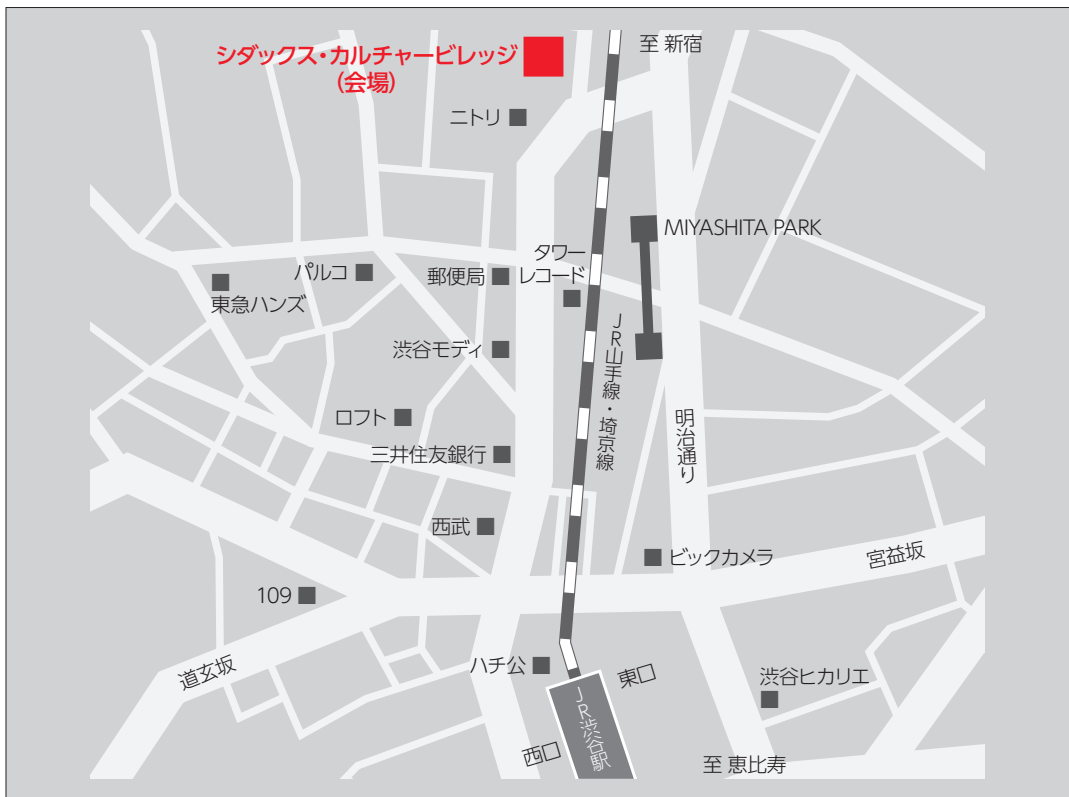 シダックス・カルチャービレッジ
(会場)
至 新宿
ニトリ
MIYASHITA PARK
タワー
レコード
パルコ
郵便局
東急ハンズ
JR山手線・埼京線
渋谷モディ
ロフト
明治通り
三井住友銀行
西武
ビックカメラ
宮益坂
109
道玄坂
ハチ公
東口
渋谷ヒカリエ
JR渋谷駅
西口
至 恵比寿